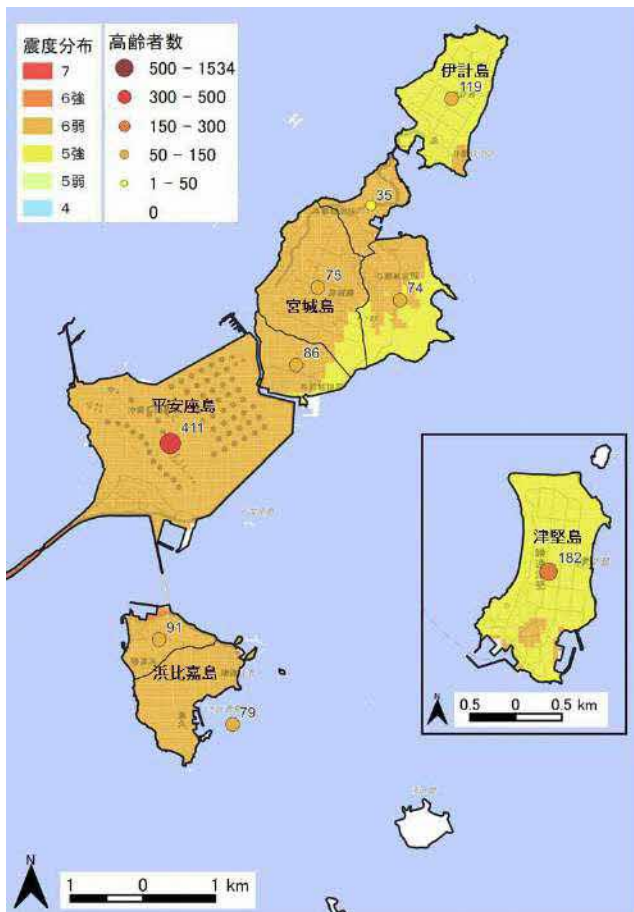 震度分布
7
6強
6弱
5強
5弱
4
高齢者数
500 - 1534
300 - 500
150 - 300
50 - 150
1 - 50
0
伊計島
119
35
75
74
宮城島
86
平安座島
411
津堅島
182
N
0.5 0 0.5 km
91
浜比嘉島
79
N
1 0 1 km